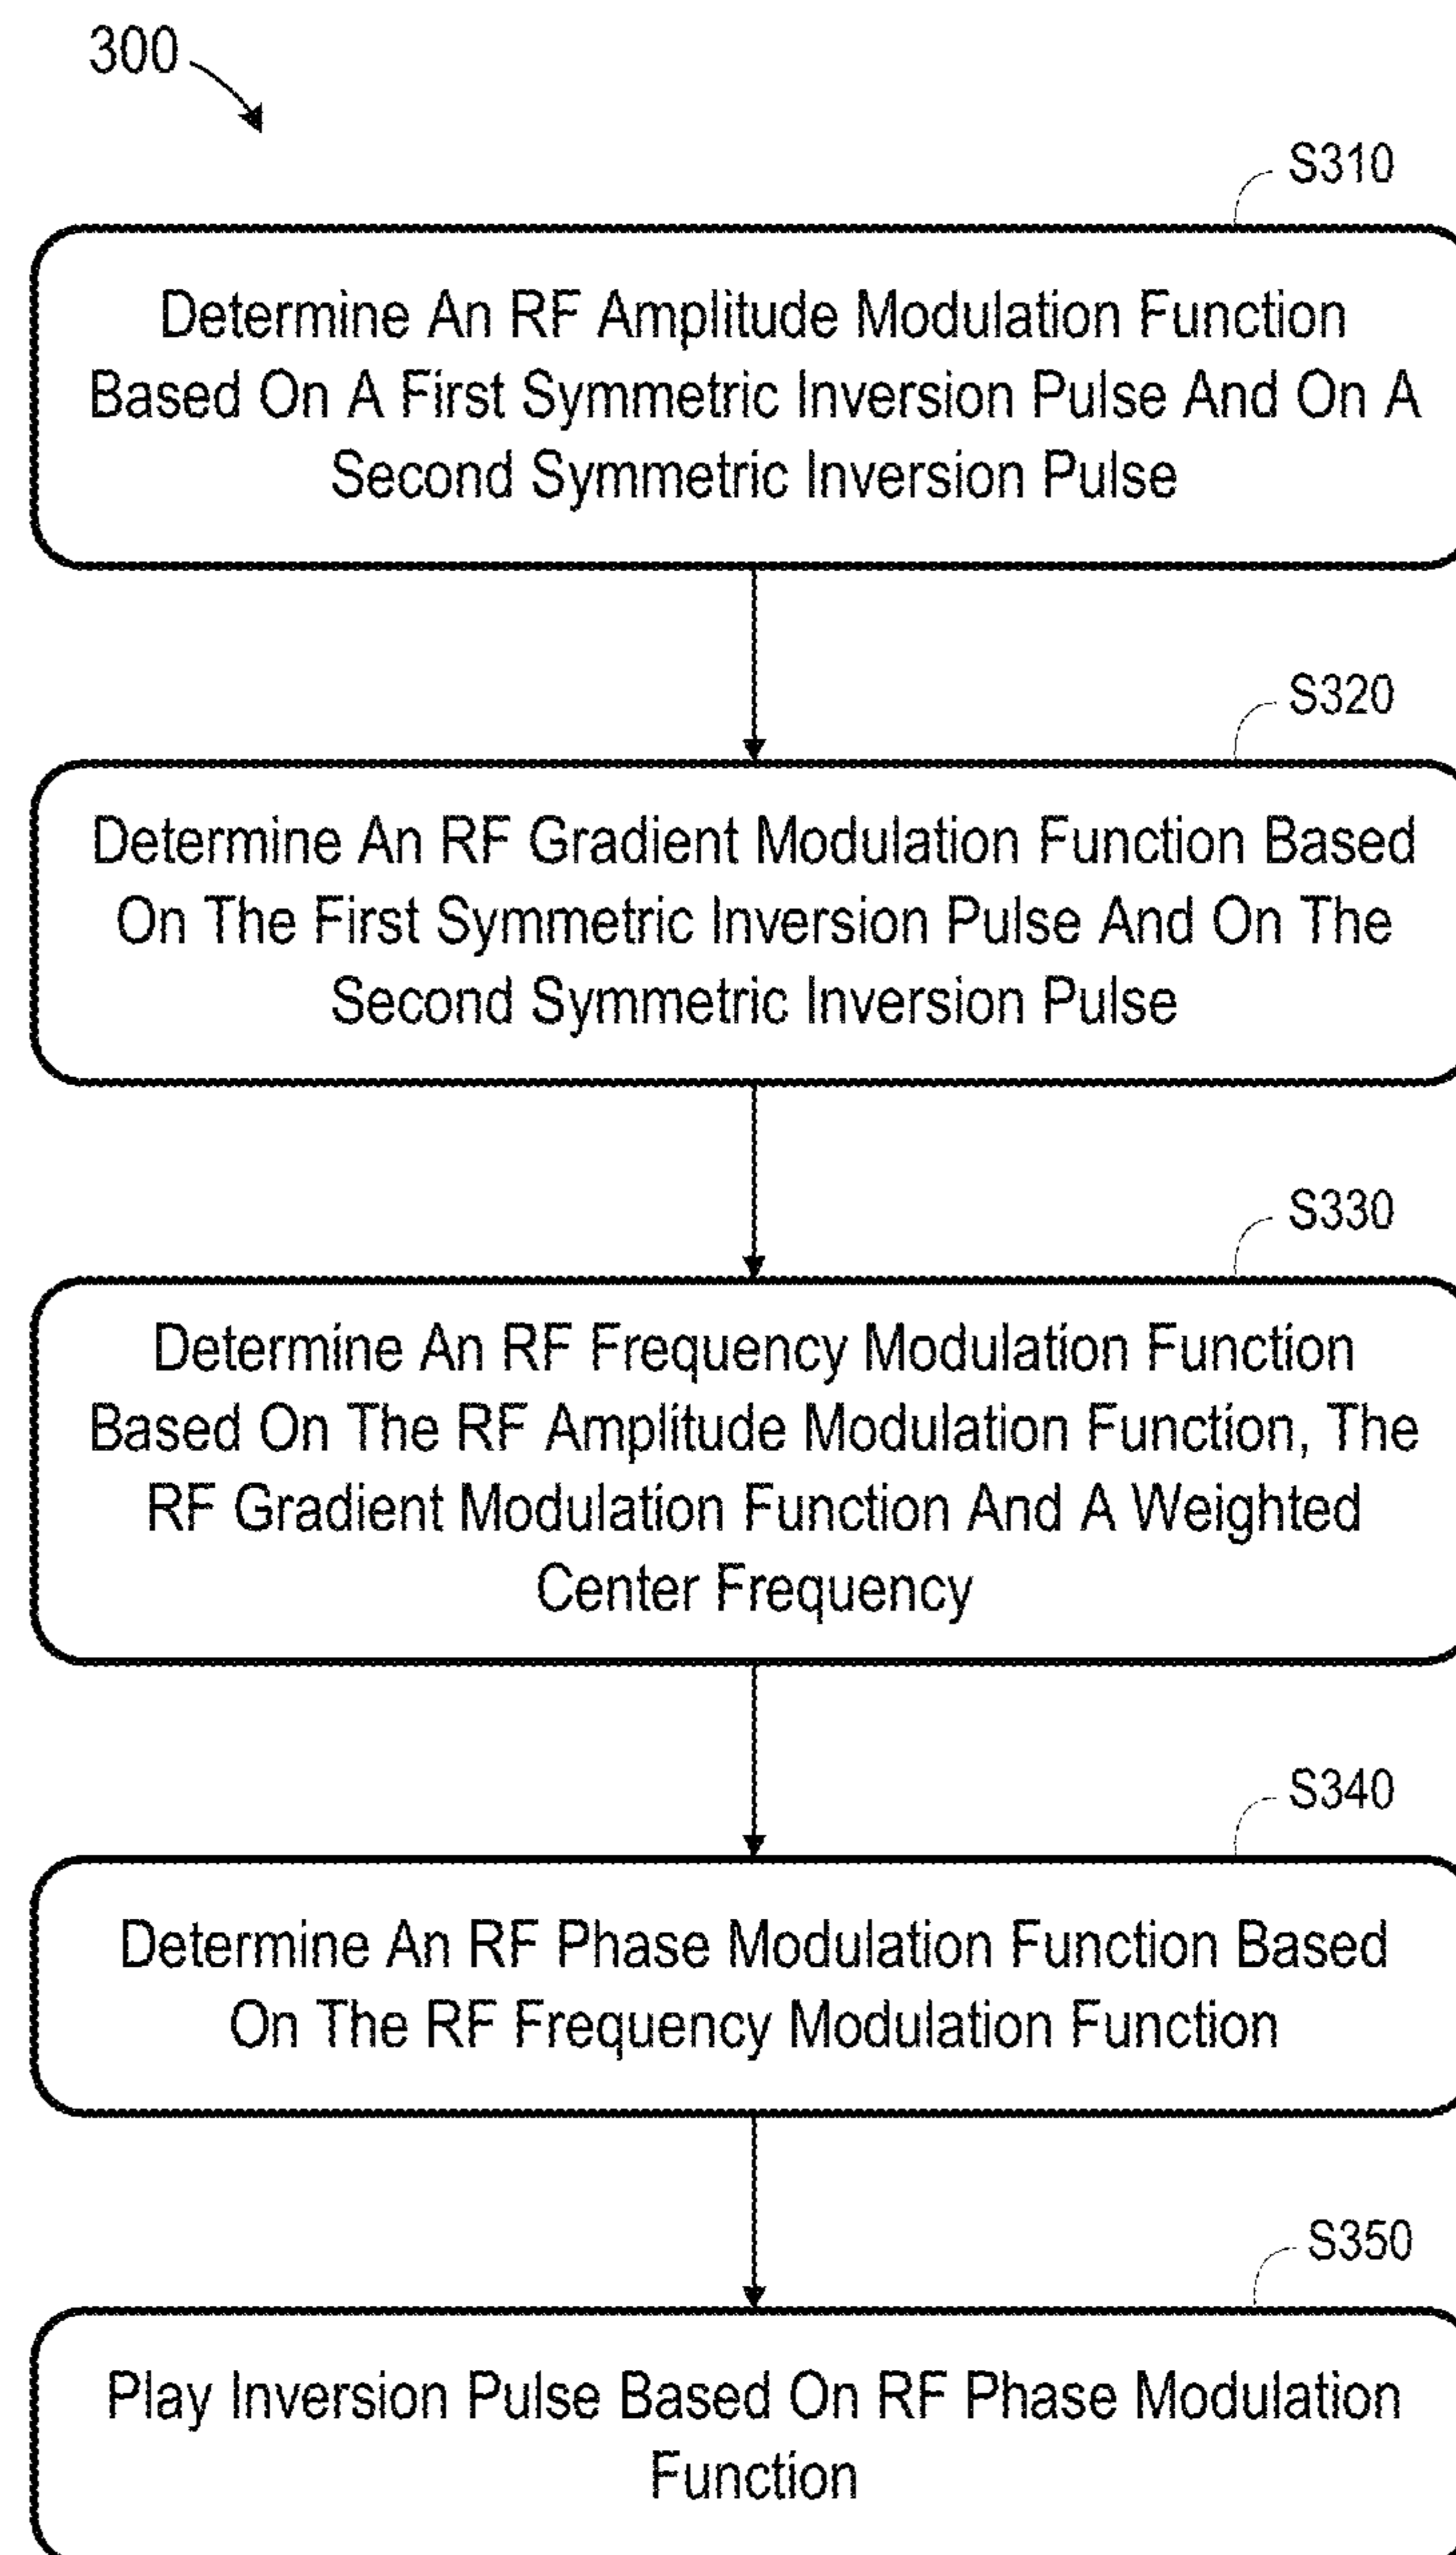 300
S310
Determine An RF Amplitude Modulation Function
Based On A First Symmetric Inversion Pulse And On A
Second Symmetric Inversion Pulse
S320
Determine An RF Gradient Modulation Function Based
On The First Symmetric Inversion Pulse And On The
Second Symmetric Inversion Pulse
S330
Determine An RF Frequency Modulation Function
Based On The RF Amplitude Modulation Function, The
RF Gradient Modulation Function And A Weighted
Center Frequency
S340
Determine An RF Phase Modulation Function Based
On The RF Frequency Modulation Function
S350
Play Inversion Pulse Based On RF Phase Modulation
Function